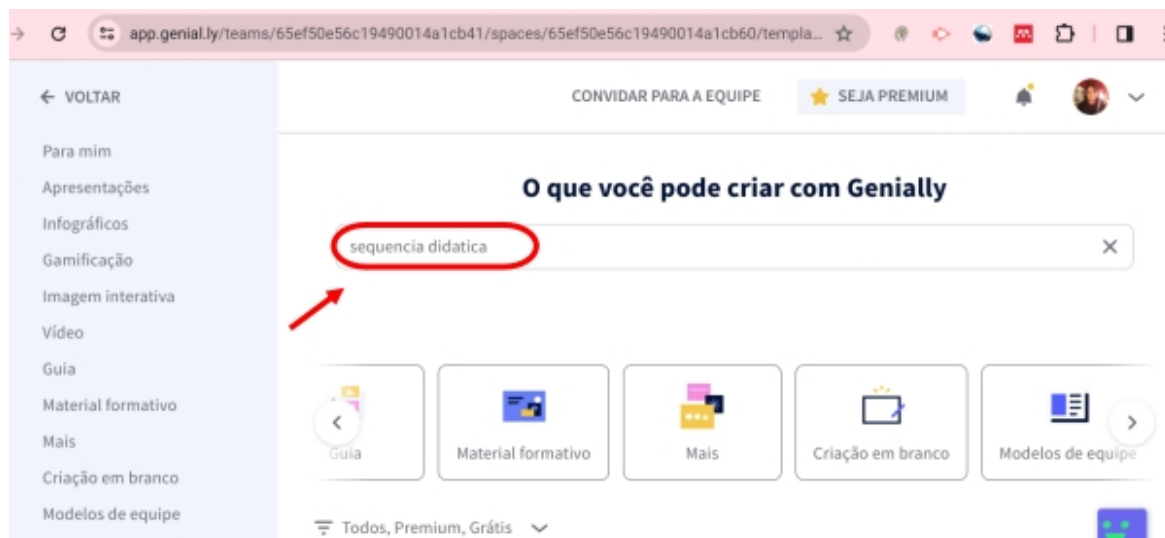 app.genial.ly/teams/65ef50e56c19490014a1cb41/spaces/65ef50e56c19490014a1cb60/templa...
VOLTAR
CONVIDAR PARA A EQUIPE
SEJA PREMIUM
Para mim
Apresentações
Infográficos
Gamificação
Imagem interativa
Vídeo
Guia
Material formativo
Mais
Criação em branco
Modelos de equipe
O que você pode criar com Genially
sequencia didatica
Guia
Material formativo
Mais
Criação em branco
Modelos de equipe
Todos, Premium, Grátis